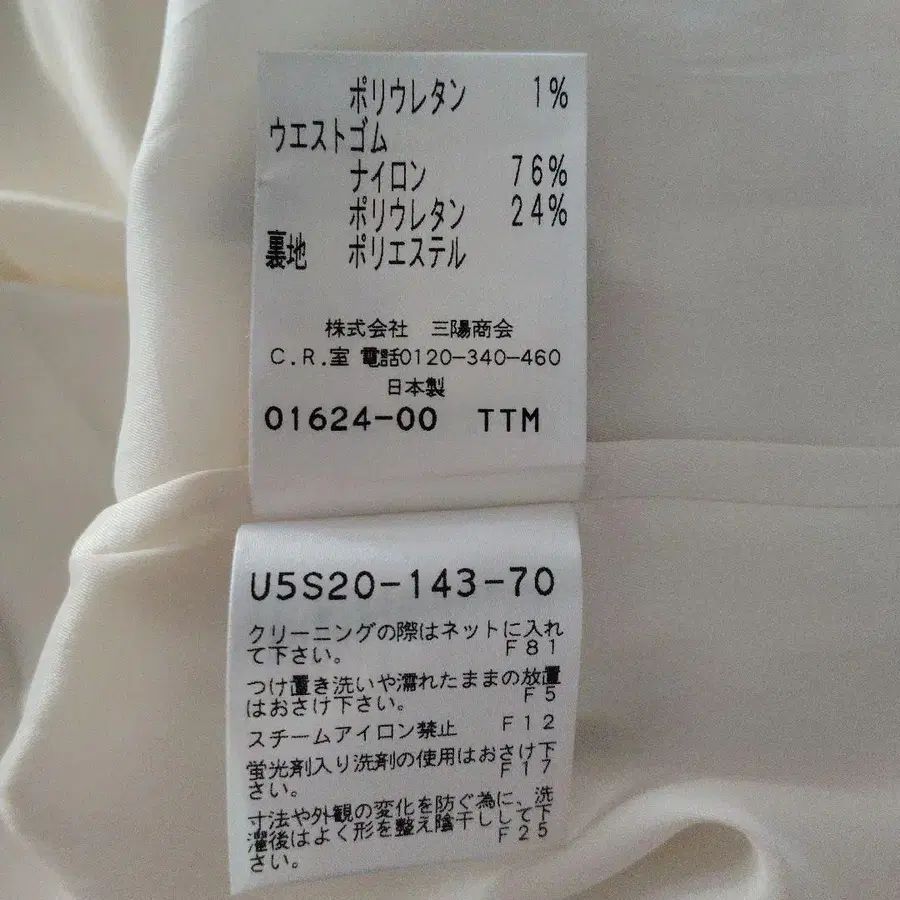 ポリウレタン 1%
ウエストゴム
ナイロン 76%
ポリウレタン 24%
裏地 ポリエステル
株式会社 三陽商会
C.R.室 電話0120-340-460
日本製
01624-00 TTM
U5S20-143-70
クリーニングの際はネットに入れ
て下さい。 F81
つけ置き洗いや濡れたままの放置
はおさけ下さい。 F5
スチームアイロン禁止 F12
蛍光剤入り洗剤の使用はおさけ下
さい。 F17
寸法や外観の変化を防ぐ為に、洗
濯後はよく形を整え陰干しして下
さい。 F25